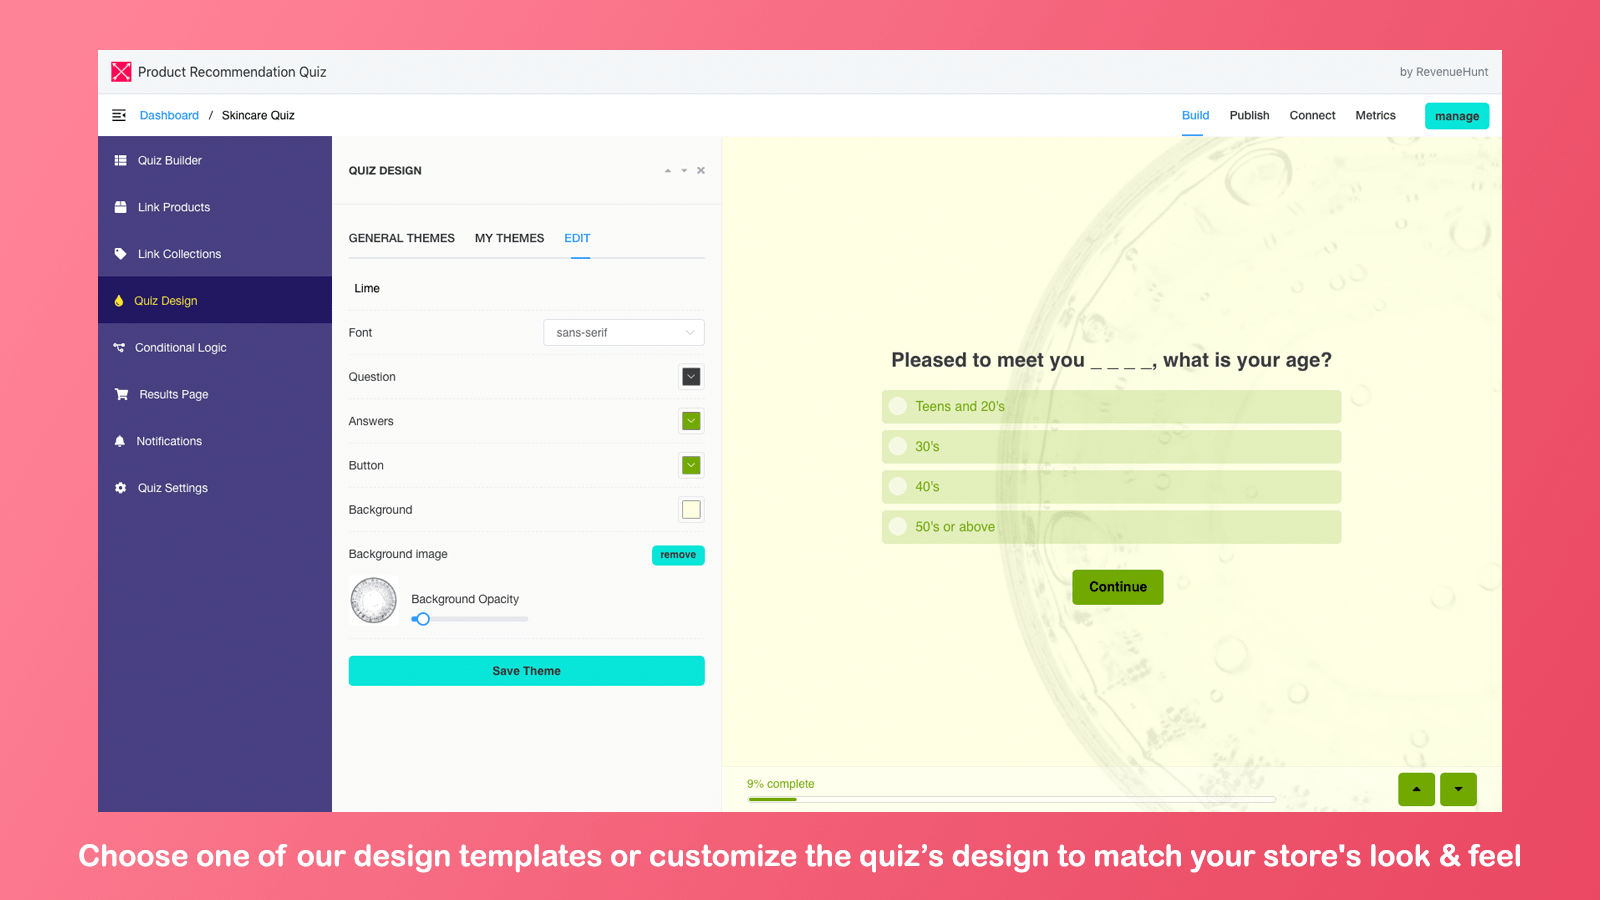 Product Recommendation Quiz
by RevenueHunt
Dashboard / Skincare Quiz
Build
Publish
Connect
Metrics
manage
Quiz Builder
Link Products
Link Collections
Quiz Design
Conditional Logic
Results Page
Notifications
Quiz Settings
QUIZ DESIGN
GENERAL THEMES
MY THEMES
EDIT
Lime
Font
sans-serif
Question
Answers
Button
Background
Background image
remove
Background Opacity
Save Theme
Pleased to meet you _ _ _ _, what is your age?
Teens and 20's
30's
40's
50's or above
Continue
9% complete
Choose one of our design templates or customize the quiz’s design to match your store's look & feel